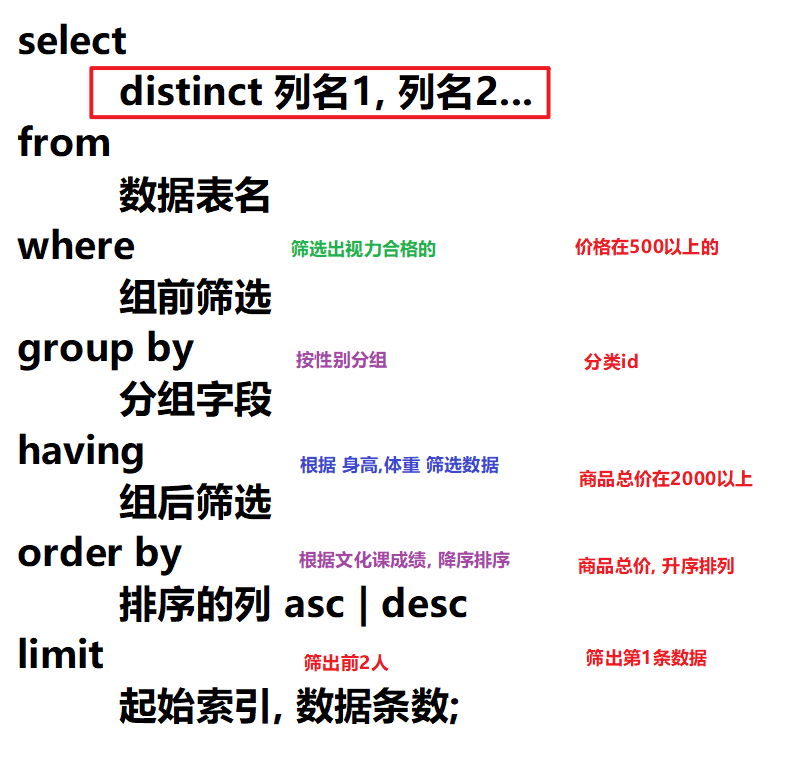 select
distinct 列名1, 列名2...
from
数据表名
where 筛选出视力合格的 价格在500以上的
组前筛选
group by 按性别分组 分类id
分组字段
having 根据 身高,体重 筛选数据 商品总价在2000以上
组后筛选
order by 根据文化课成绩, 降序排序 商品总价, 升序排列
排序的列 asc | desc
limit 筛出前2人 筛出第1条数据
起始索引, 数据条数;